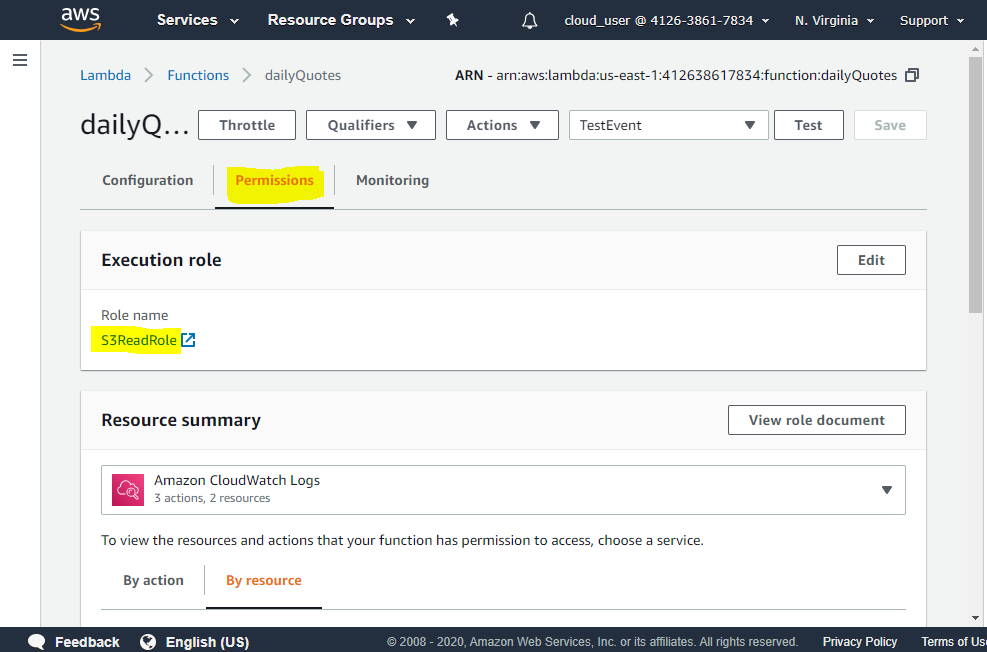 aws Services Resource Groups cloud_user @ 4126-3861-7834 N. Virginia Support
Lambda Functions dailyQuotes ARN - arn:aws:lambda:us-east-1:412638617834:function:dailyQuotes
dailyQ... Throttle Qualifiers Actions TestEvent Test Save
Configuration Permissions Monitoring
Execution role Edit
Role name
S3ReadRole
Resource summary View role document
Amazon CloudWatch Logs
3 actions, 2 resources
To view the resources and actions that your function has permission to access, choose a service.
By action By resource
Feedback English (US) © 2008 - 2020, Amazon Web Services, Inc. or its affiliates. All rights reserved. Privacy Policy Terms of Us